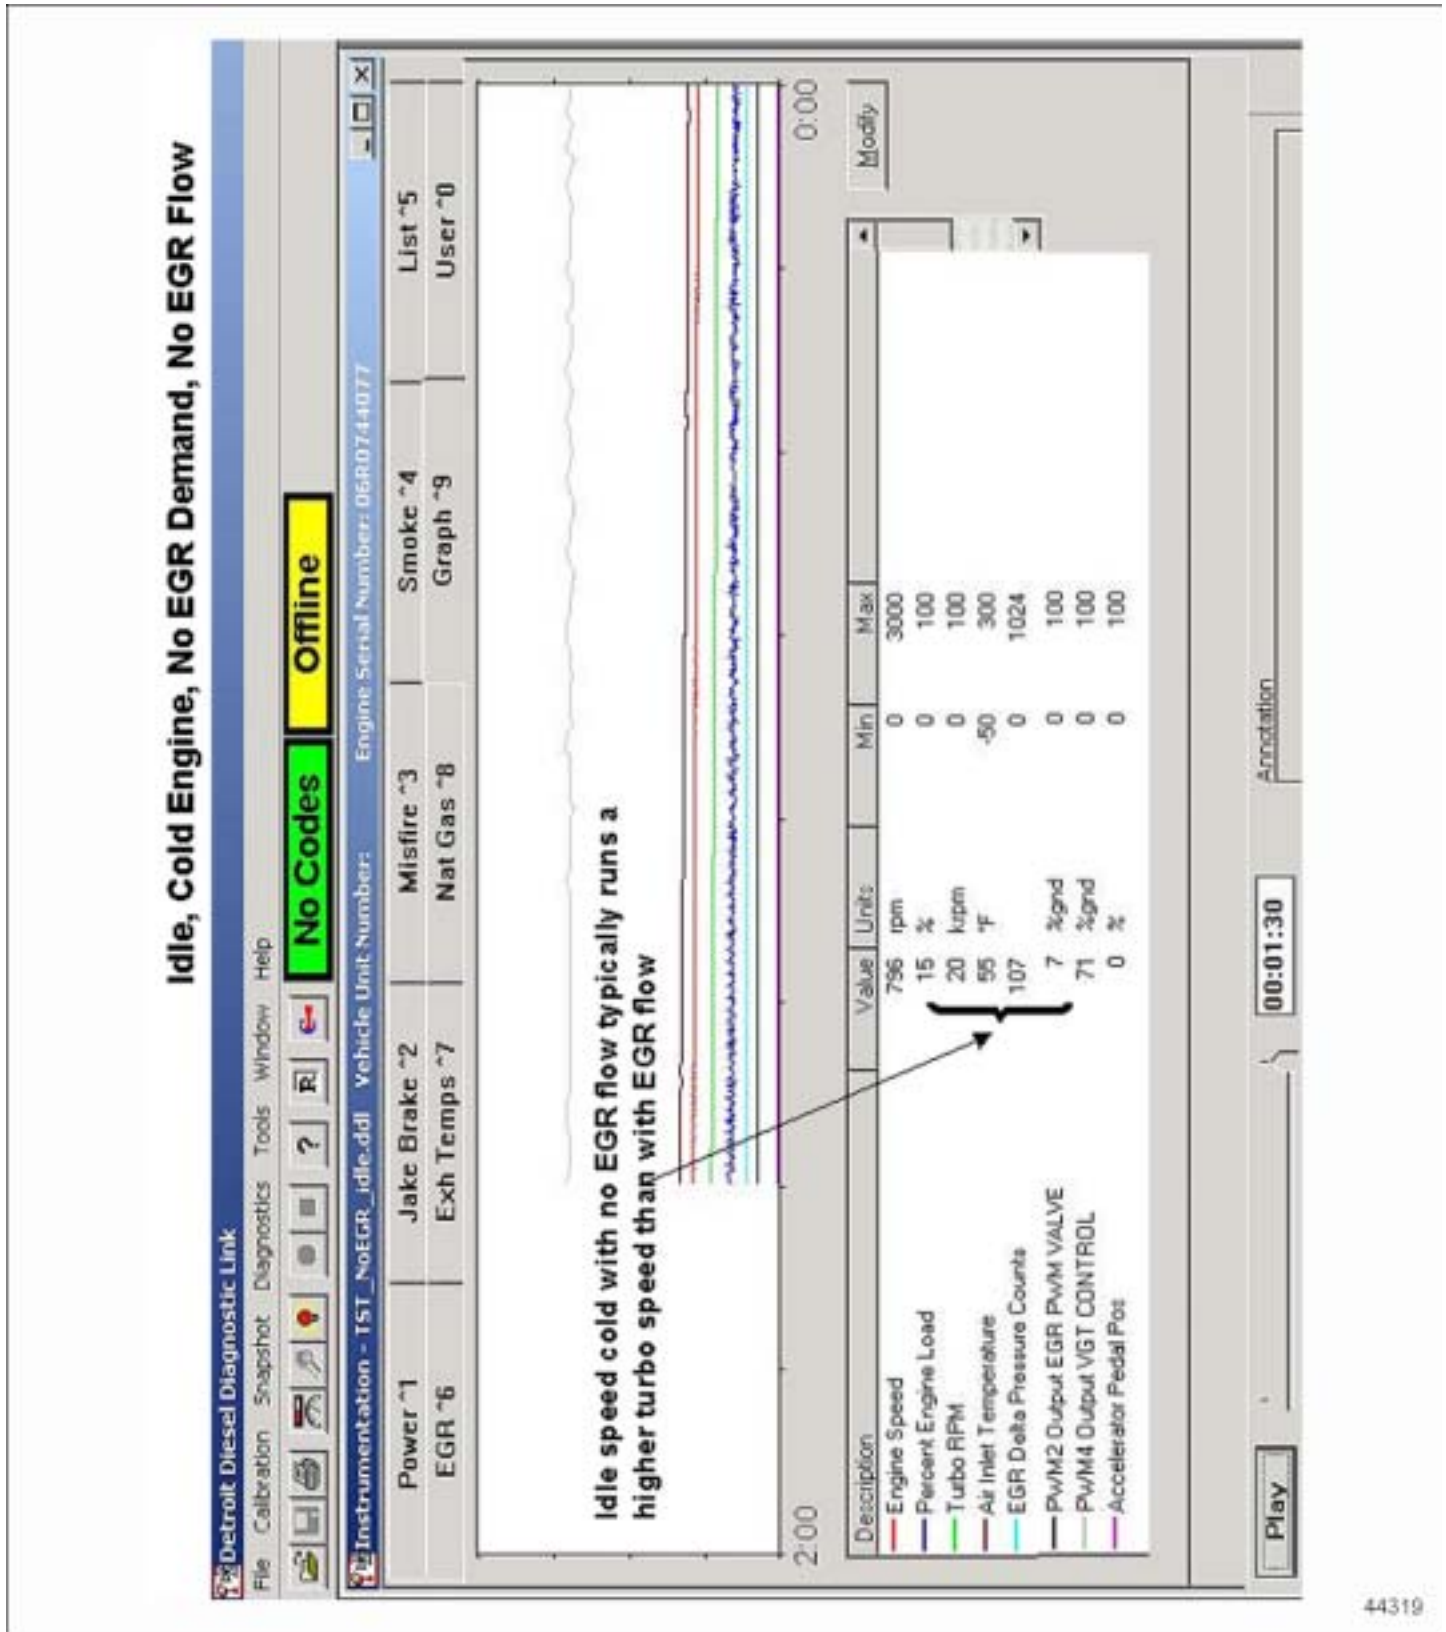 Idle, Cold Engine, No EGR Demand, No EGR Flow
Detroit Diesel Diagnostic Link
File Calibration Snapshot Diagnostics Tools Window Help
? R
No Codes Offline
Instrumentation - TST_NoEGR_idle.ddl Vehicle Unit Number: Engine Serial Number: 06R0744077
Power ^1 Jake Brake ^2 Misfire ^3 Smoke ^4 List ^5
EGR ^6 Exh Temps ^7 Nat Gas ^8 Graph ^9 User ^0
Idle speed cold with no EGR flow typically runs a
higher turbo speed than with EGR flow
2:00 0:00
Description Value Units Min Max
Modify
Engine Speed 796 rpm 0 3000
Percent Engine Load 15 % 0 100
Turbo RPM 20 krpm 0 100
Air Inlet Temperature 55 °F -50 300
EGR Delta Pressure Counts 107 0 1024
PWM2 Output EGR PWM VALVE 7 %gnd 0 100
PWM4 Output VGT CONTROL 71 %gnd 0 100
Accelerator Pedal Pos 0 % 0 100
Play 00:01:30 Annotation
44319